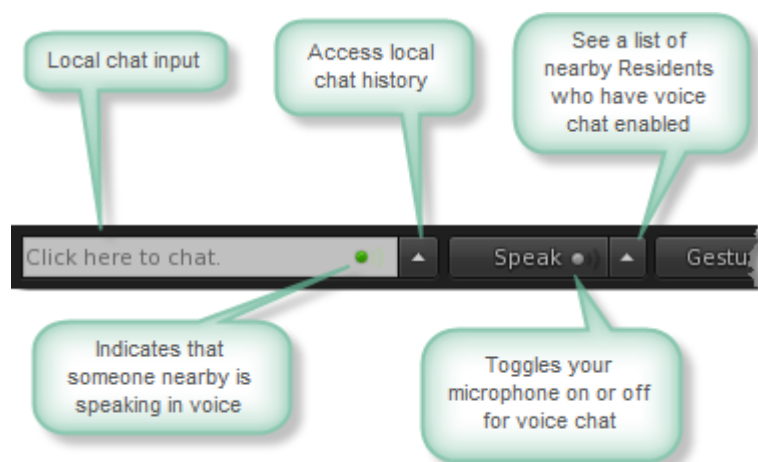 Local chat input
Access local
chat history
See a list of
nearby Residents
who have voice
chat enabled
Click here to chat.
Speak
Gestu
Indicates that
someone nearby is
speaking in voice
Toggles your
microphone on or off
for voice chat